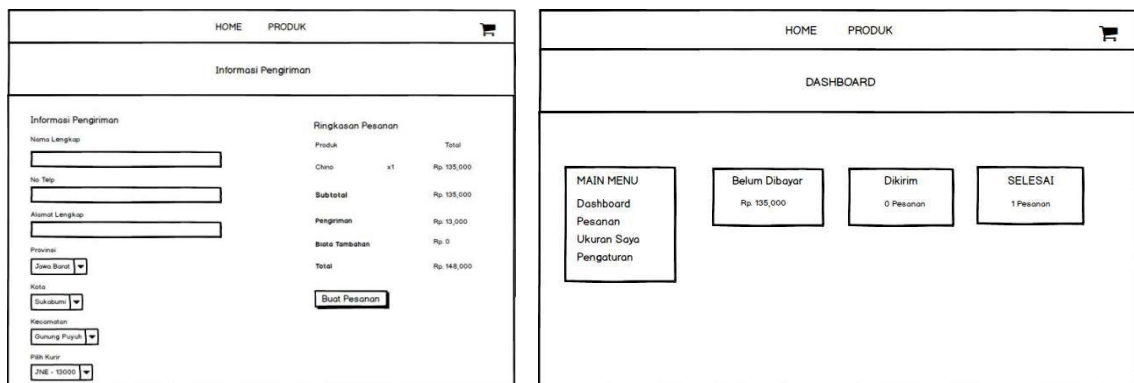 HOME PRODUK
Informasi Pengiriman
Informasi Pengiriman
Nama Lengkap
No Telp
Alamat Lengkap
Provinsi
Jawa Barat
Kota
Sukabumi
Kecamatan
Gunung Puyuh
Pilih Kurir
JNE - 13000
Ringkasan Pesanan
Produk Total
Chino x1 Rp. 135,000
Subtotal Rp. 135,000
Pengiriman Rp. 13,000
Biata Tambahan Rp. 0
Total Rp. 148,000
Buat Pesanan
HOME PRODUK
DASHBOARD
MAIN MENU
Dashboard
Pesanan
Ukuran Saya
Pengaturan
Belum Dibayar
Rp. 135,000
Dikirim
0 Pesanan
SELESAI
1 Pesanan